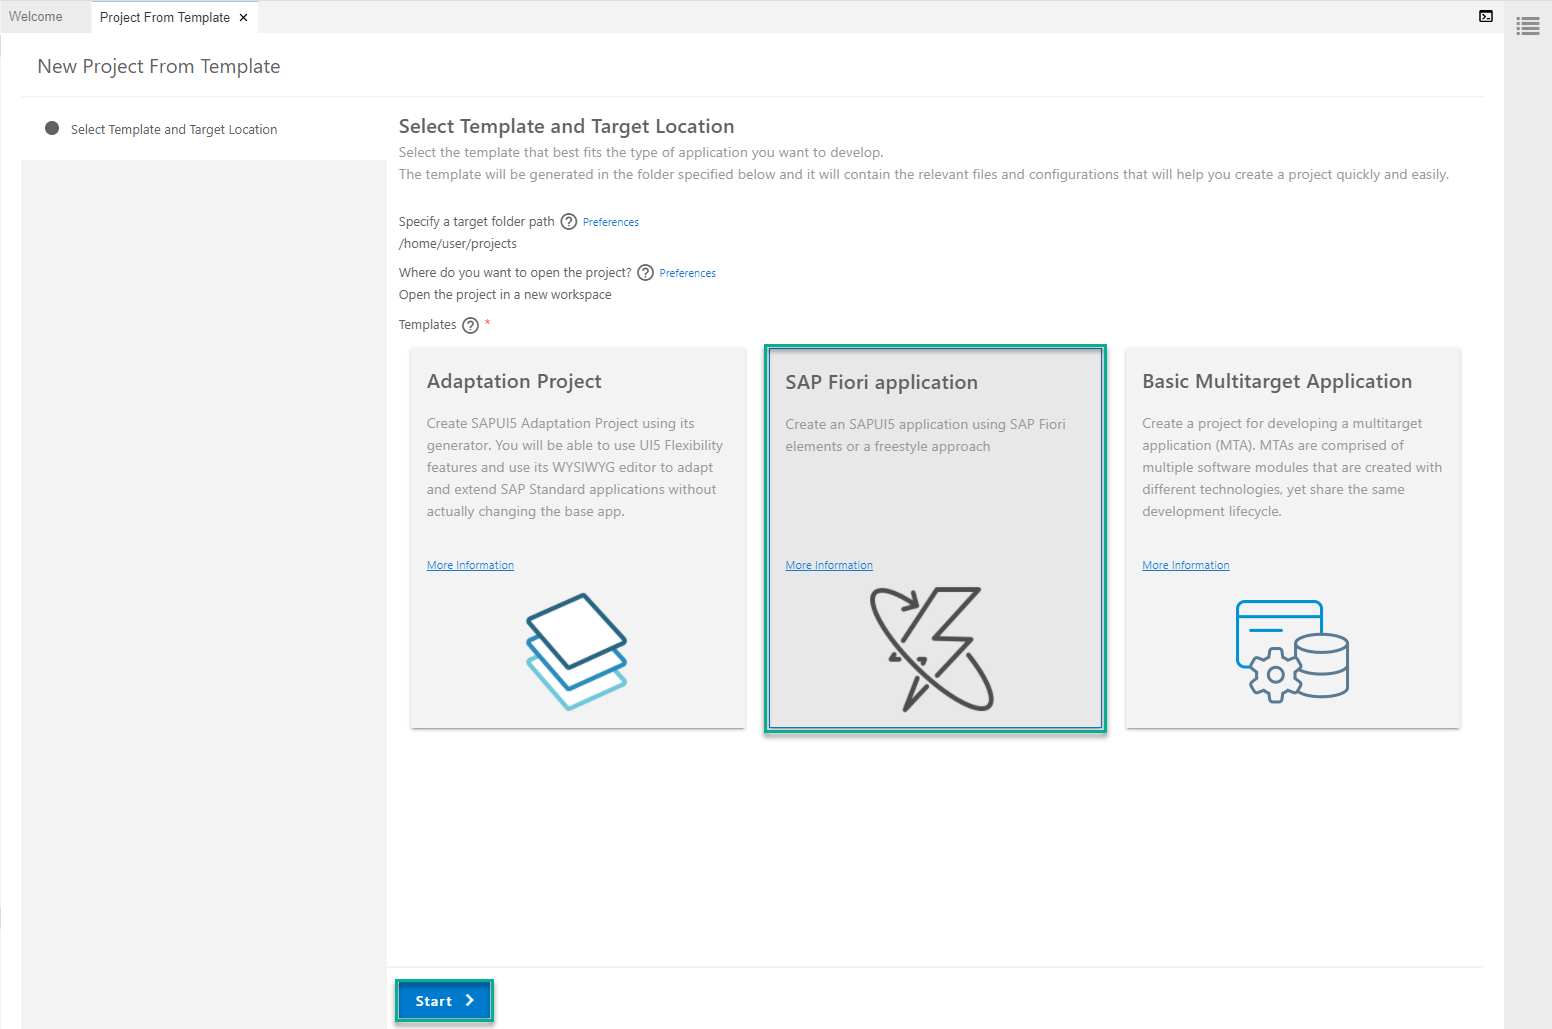 Welcome
Project From Template
New Project From Template
Select Template and Target Location
Select Template and Target Location
Select the template that best fits the type of application you want to develop.
The template will be generated in the folder specified below and it will contain the relevant files and configurations that will help you create a project quickly and easily.
Specify a target folder path ? Preferences
/home/user/projects
Where do you want to open the project? ? Preferences
Open the project in a new workspace
Templates ? *
Adaptation Project
Create SAPUI5 Adaptation Project using its
generator. You will be able to use UI5 Flexibility
features and use its WYSIWYG editor to adapt
and extend SAP Standard applications without
actually changing the base app.
More Information
SAP Fiori application
Create an SAPUI5 application using SAP Fiori
elements or a freestyle approach
More Information
Basic Multitarget Application
Create a project for developing a multitarget
application (MTA). MTAs are comprised of
multiple software modules that are created with
different technologies, yet share the same
development lifecycle.
More Information
Start